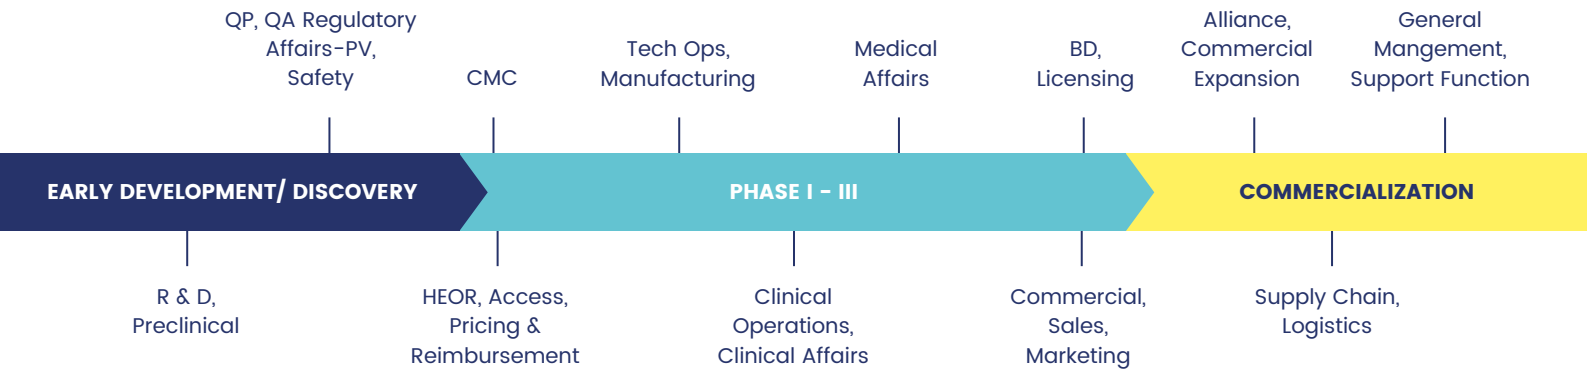 QP, QA Regulatory
Affairs-PV,
Safety
CMC
Tech Ops,
Manufacturing
Medical
Affairs
BD,
Licensing
Alliance,
Commercial
Expansion
General
Mangement,
Support Function
EARLY DEVELOPMENT/ DISCOVERY
PHASE I - III
COMMERCIALIZATION
R & D,
Preclinical
HEOR, Access,
Pricing &
Reimbursement
Clinical
Operations,
Clinical Affairs
Commercial,
Sales,
Marketing
Supply Chain,
Logistics